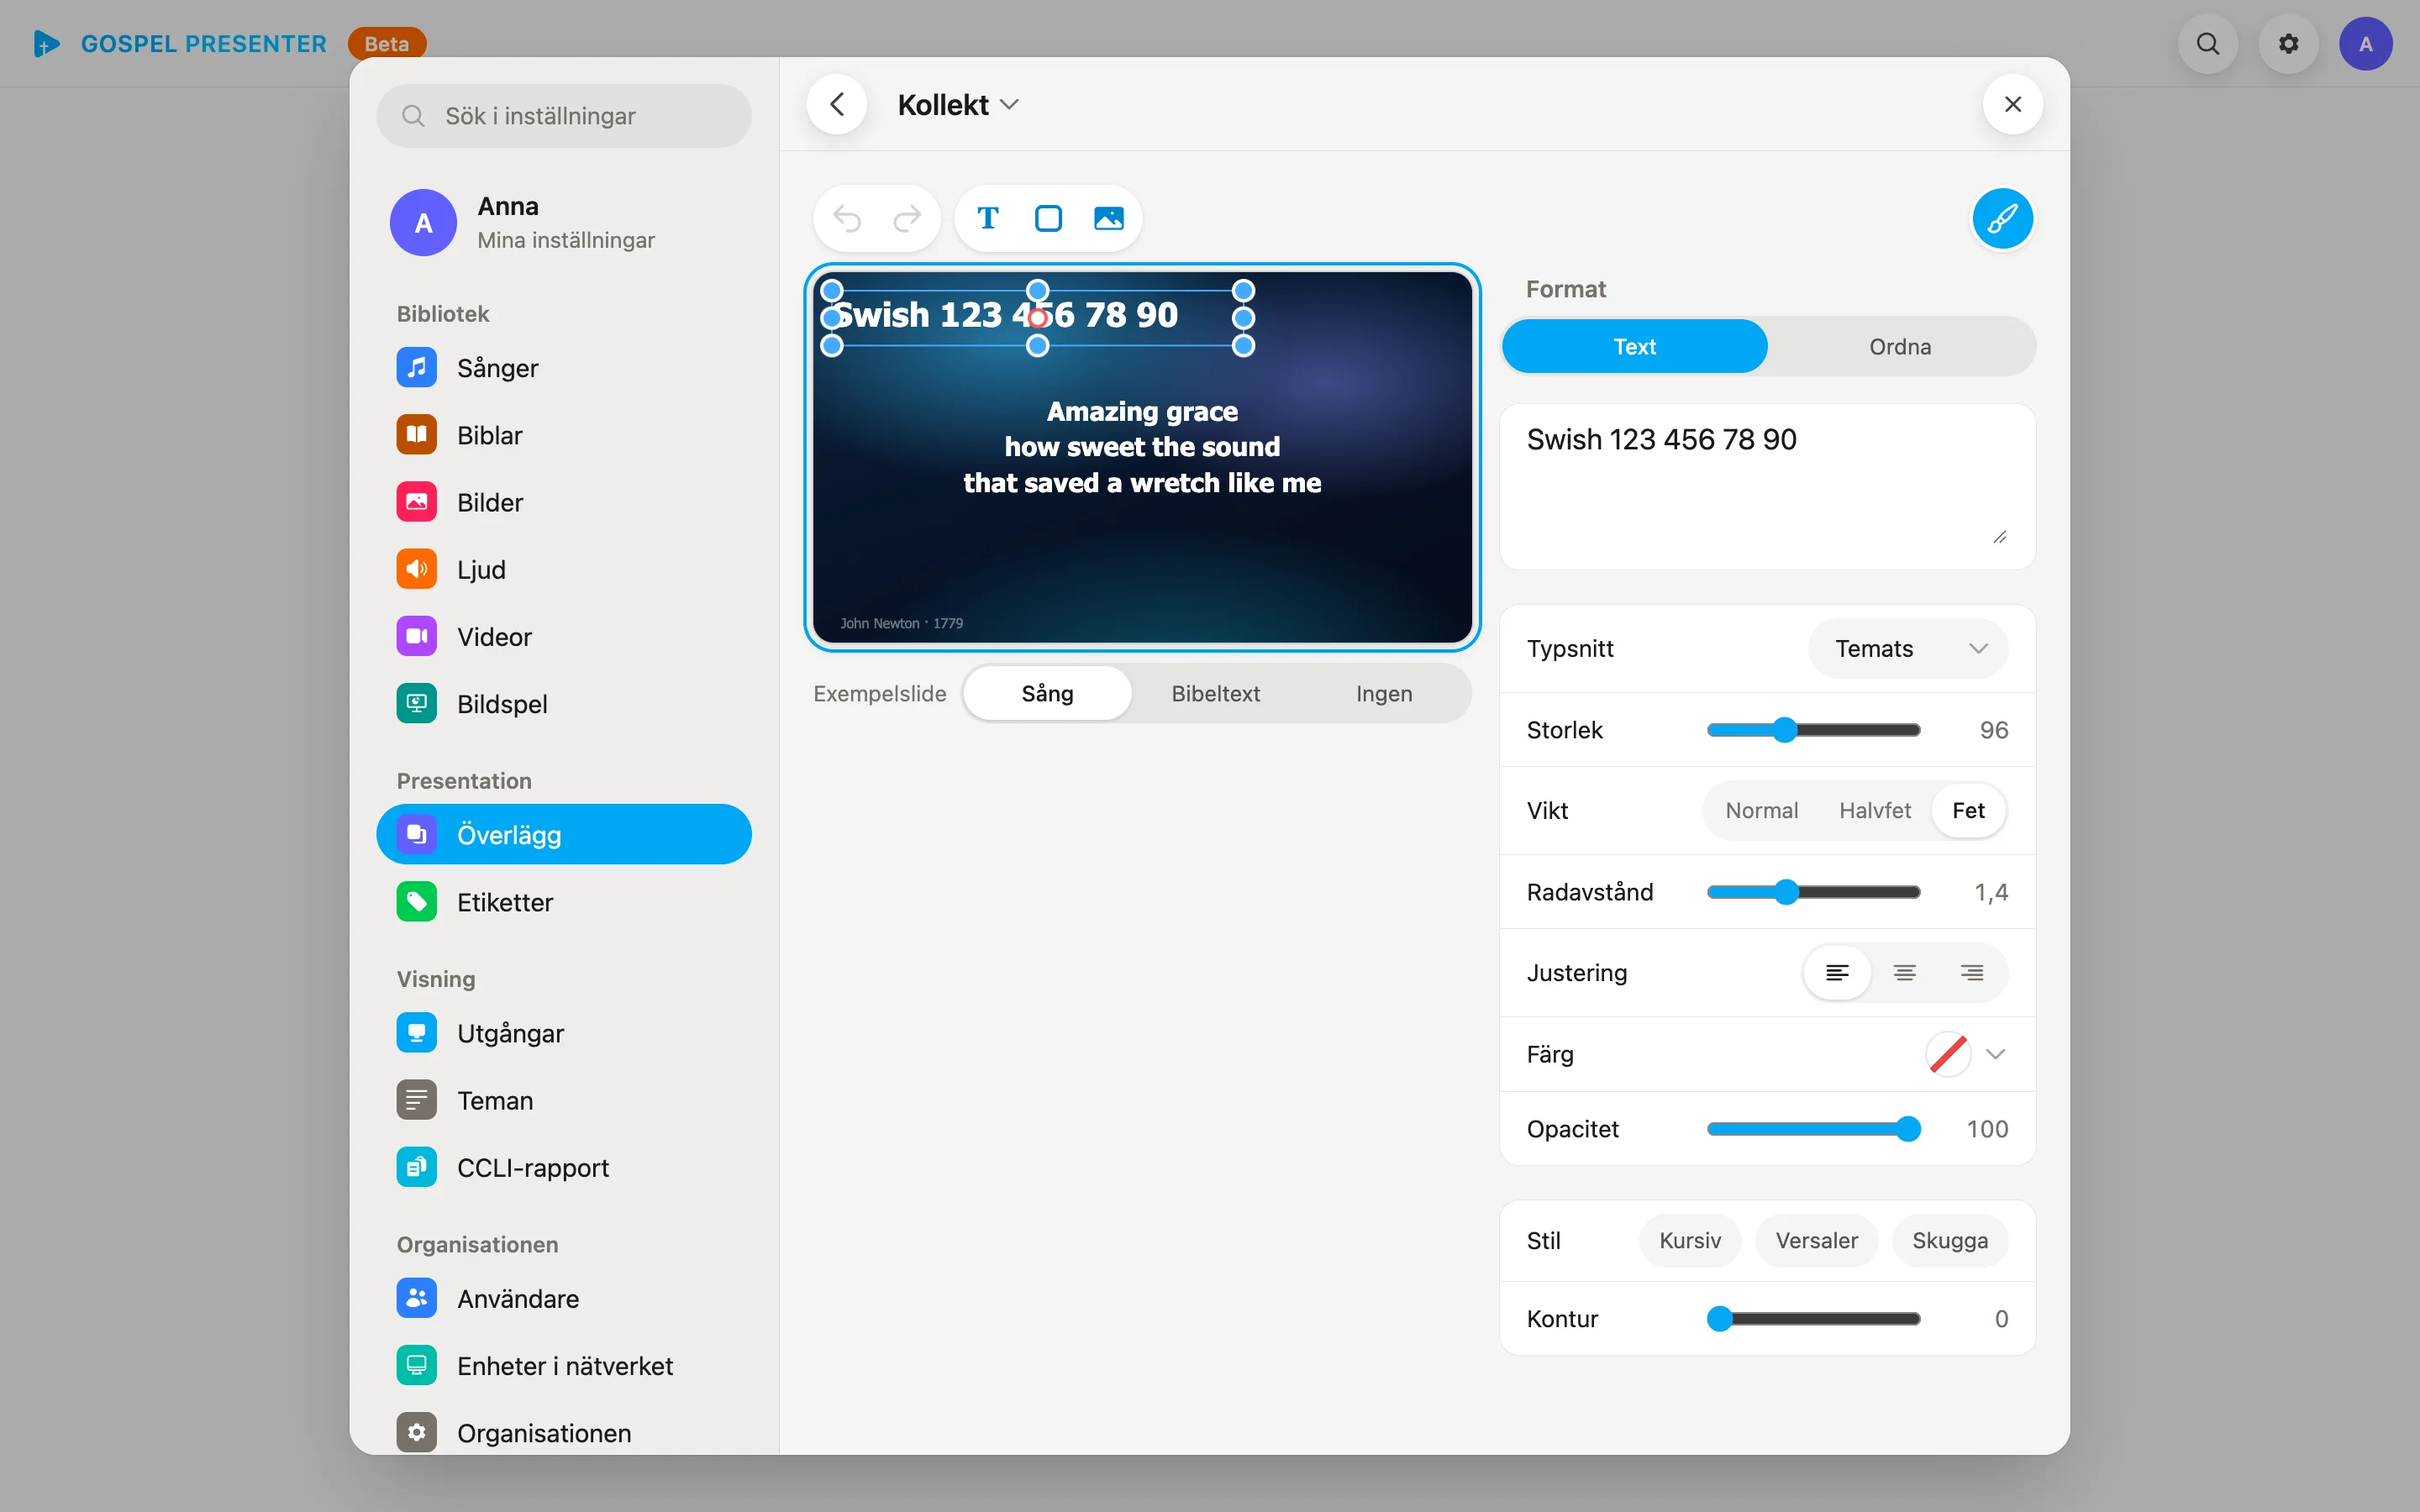 GOSPEL PRESENTER
Beta
A
Sök i inställningar
A
Anna
Mina inställningar
Bibliotek
Sånger
Biblar
Bilder
Ljud
Videor
Bildspel
Presentation
Överlägg
Etiketter
Visning
Utgångar
Teman
CCLI-rapport
Organisationen
Användare
Enheter i nätverket
Organisationen
Kollekt
T
Swish 123 456 78 90
Amazing grace
how sweet the sound
that saved a wretch like me
John Newton · 1779
Exempelslide
Sång
Bibeltext
Ingen
Format
Text
Ordna
Swish 123 456 78 90
Typsnitt
Temats
Storlek
96
Vikt
Normal
Halvfet
Fet
Radavstånd
1,4
Justering
Färg
Opacitet
100
Stil
Kursiv
Versaler
Skugga
Kontur
0